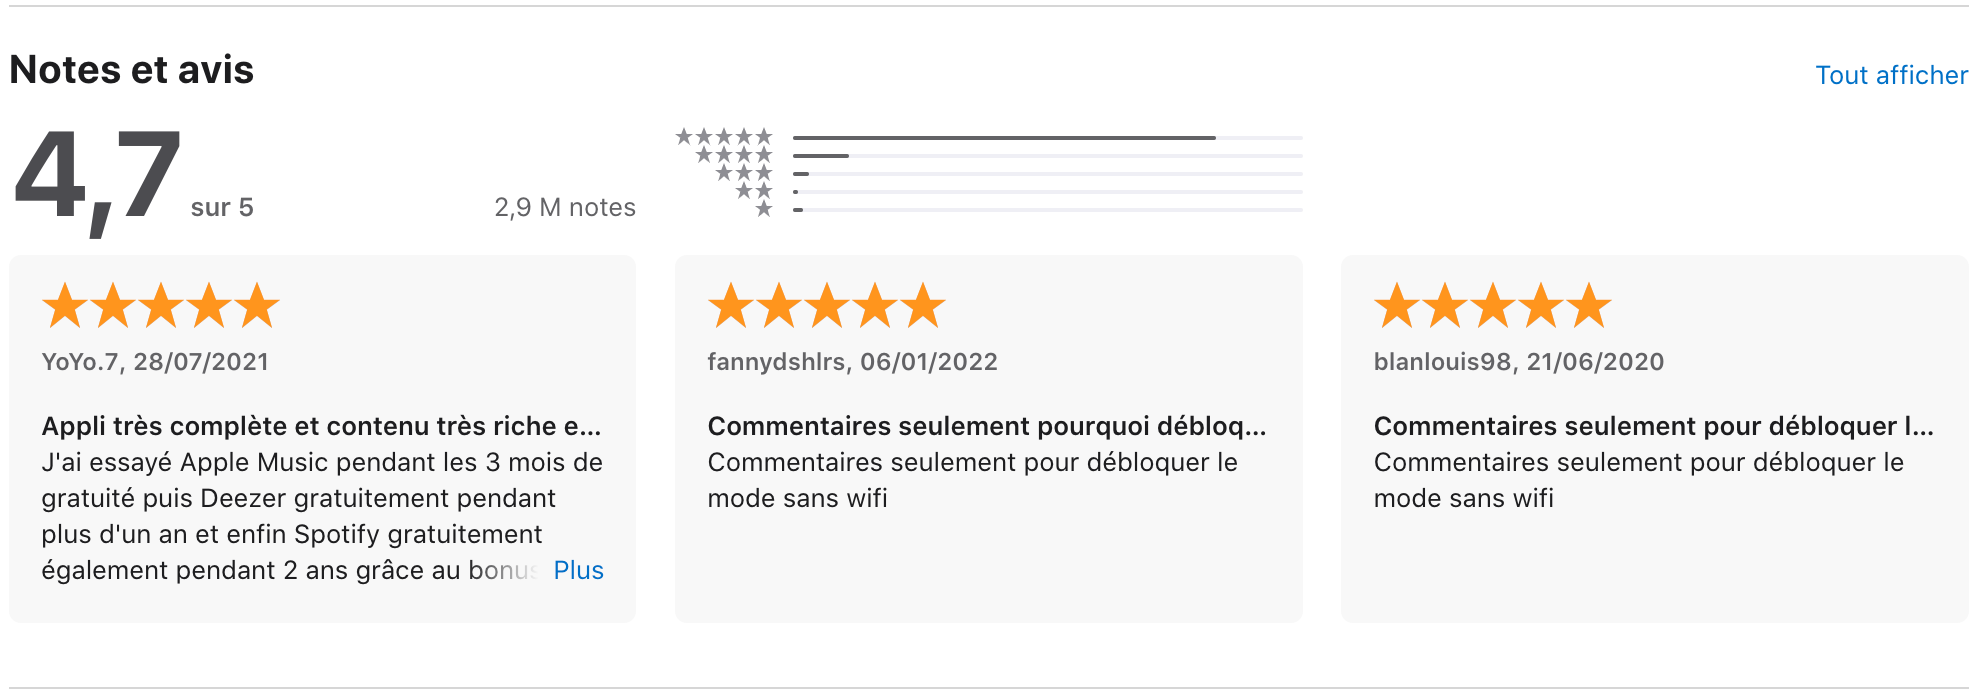 Notes et avis
Tout afficher
4,7 sur 5
2,9 M notes
YoYo.7, 28/07/2021
Appli très complète et contenu très riche e...
J'ai essayé Apple Music pendant les 3 mois de
gratuité puis Deezer gratuitement pendant
plus d'un an et enfin Spotify gratuitement
également pendant 2 ans grâce au bonus Plus
fannydshlrs, 06/01/2022
Commentaires seulement pourquoi débloq...
Commentaires seulement pour débloquer le
mode sans wifi
blanlouis98, 21/06/2020
Commentaires seulement pour débloquer l...
Commentaires seulement pour débloquer le
mode sans wifi